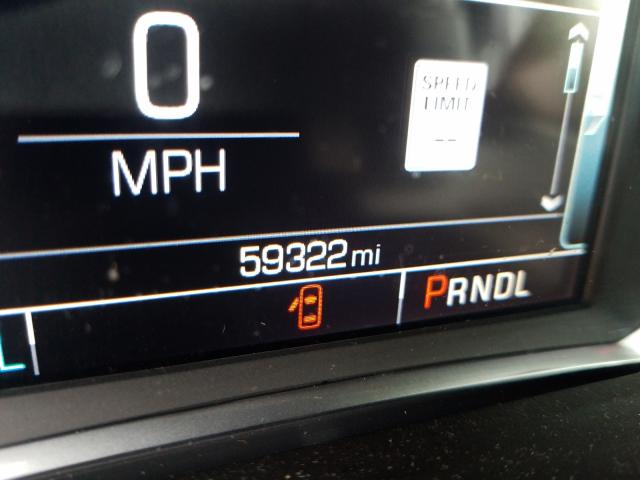 0
MPH
SPEED
LIMIT
--
59322 mi
PRNDL
L